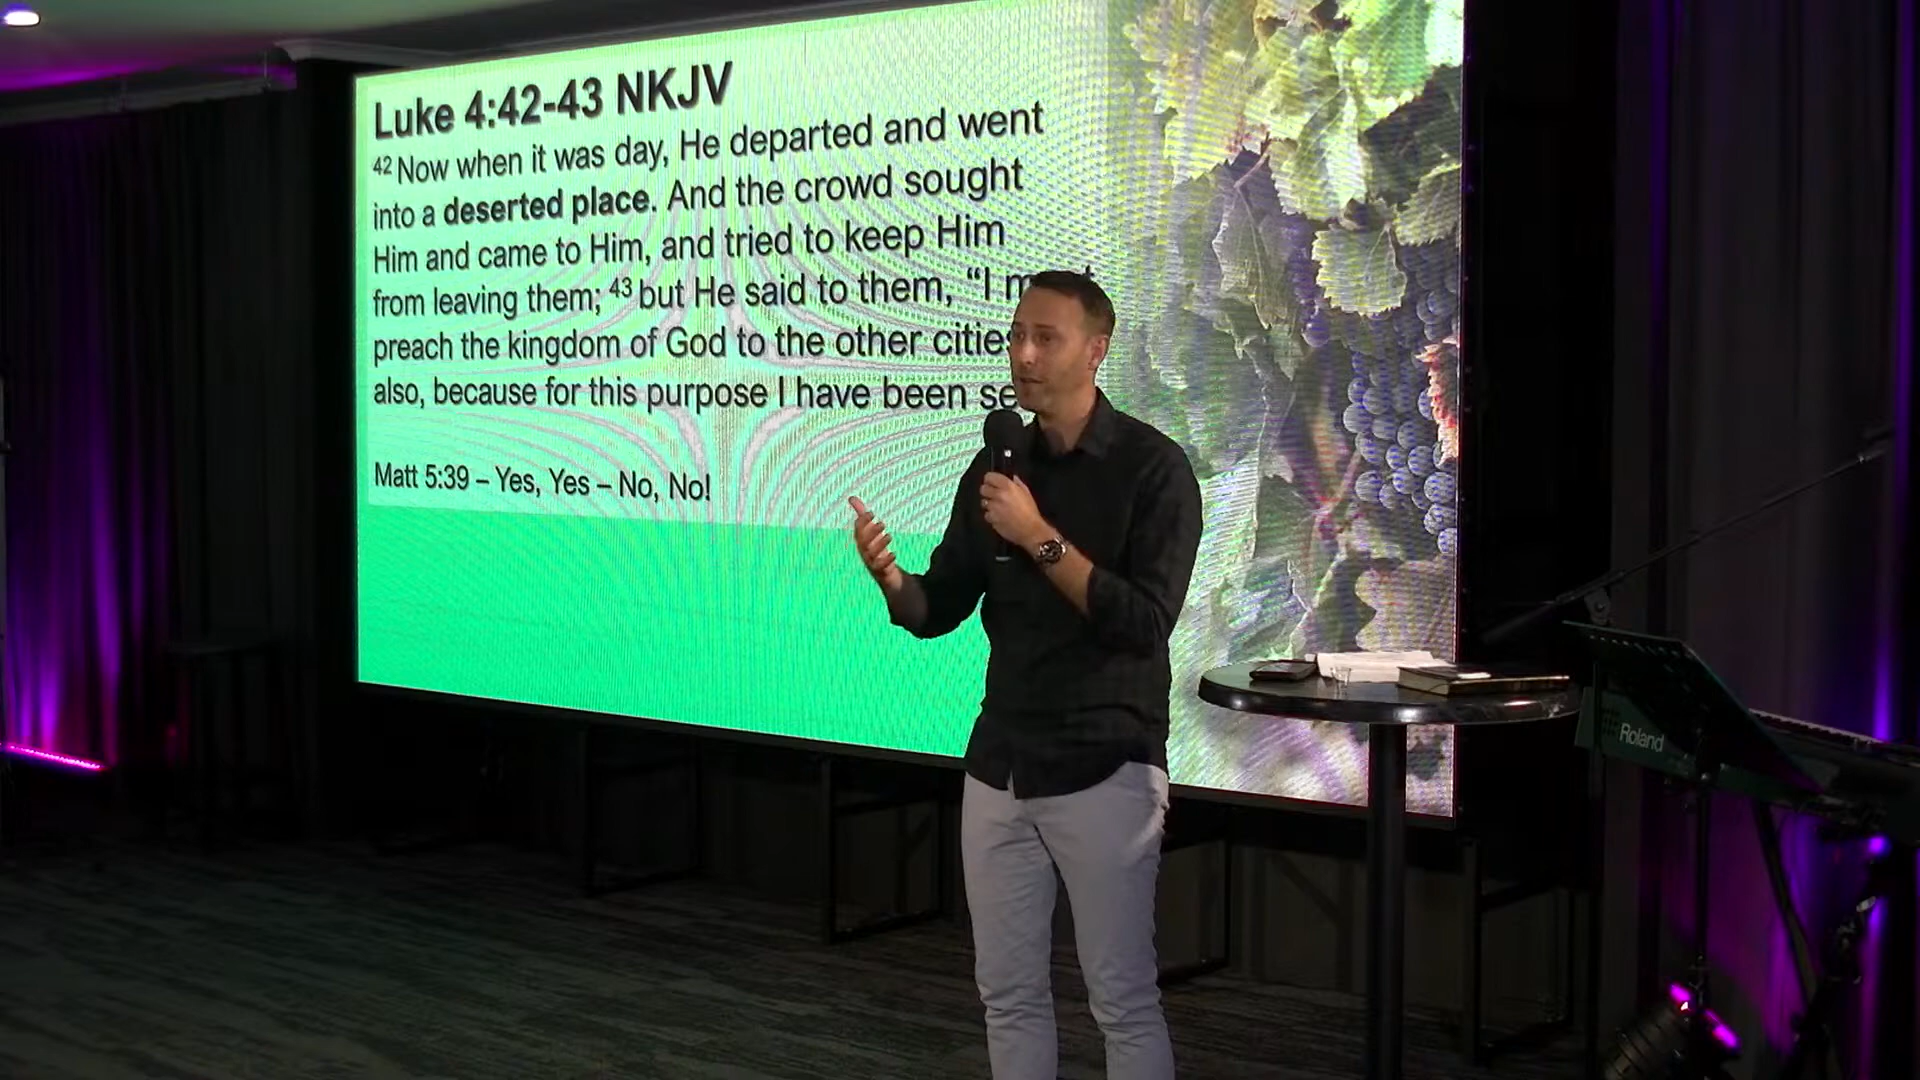 Luke 4:42-43 NKJV
42 Now when it was day, He departed and went
into a deserted place. And the crowd sought
Him and came to Him, and tried to keep Him
from leaving them; 43 but He said to them, “I
preach the kingdom of God to the other cities
also, because for this purpose I have been
Matt 5:39 – Yes, Yes – No, No!
Roland